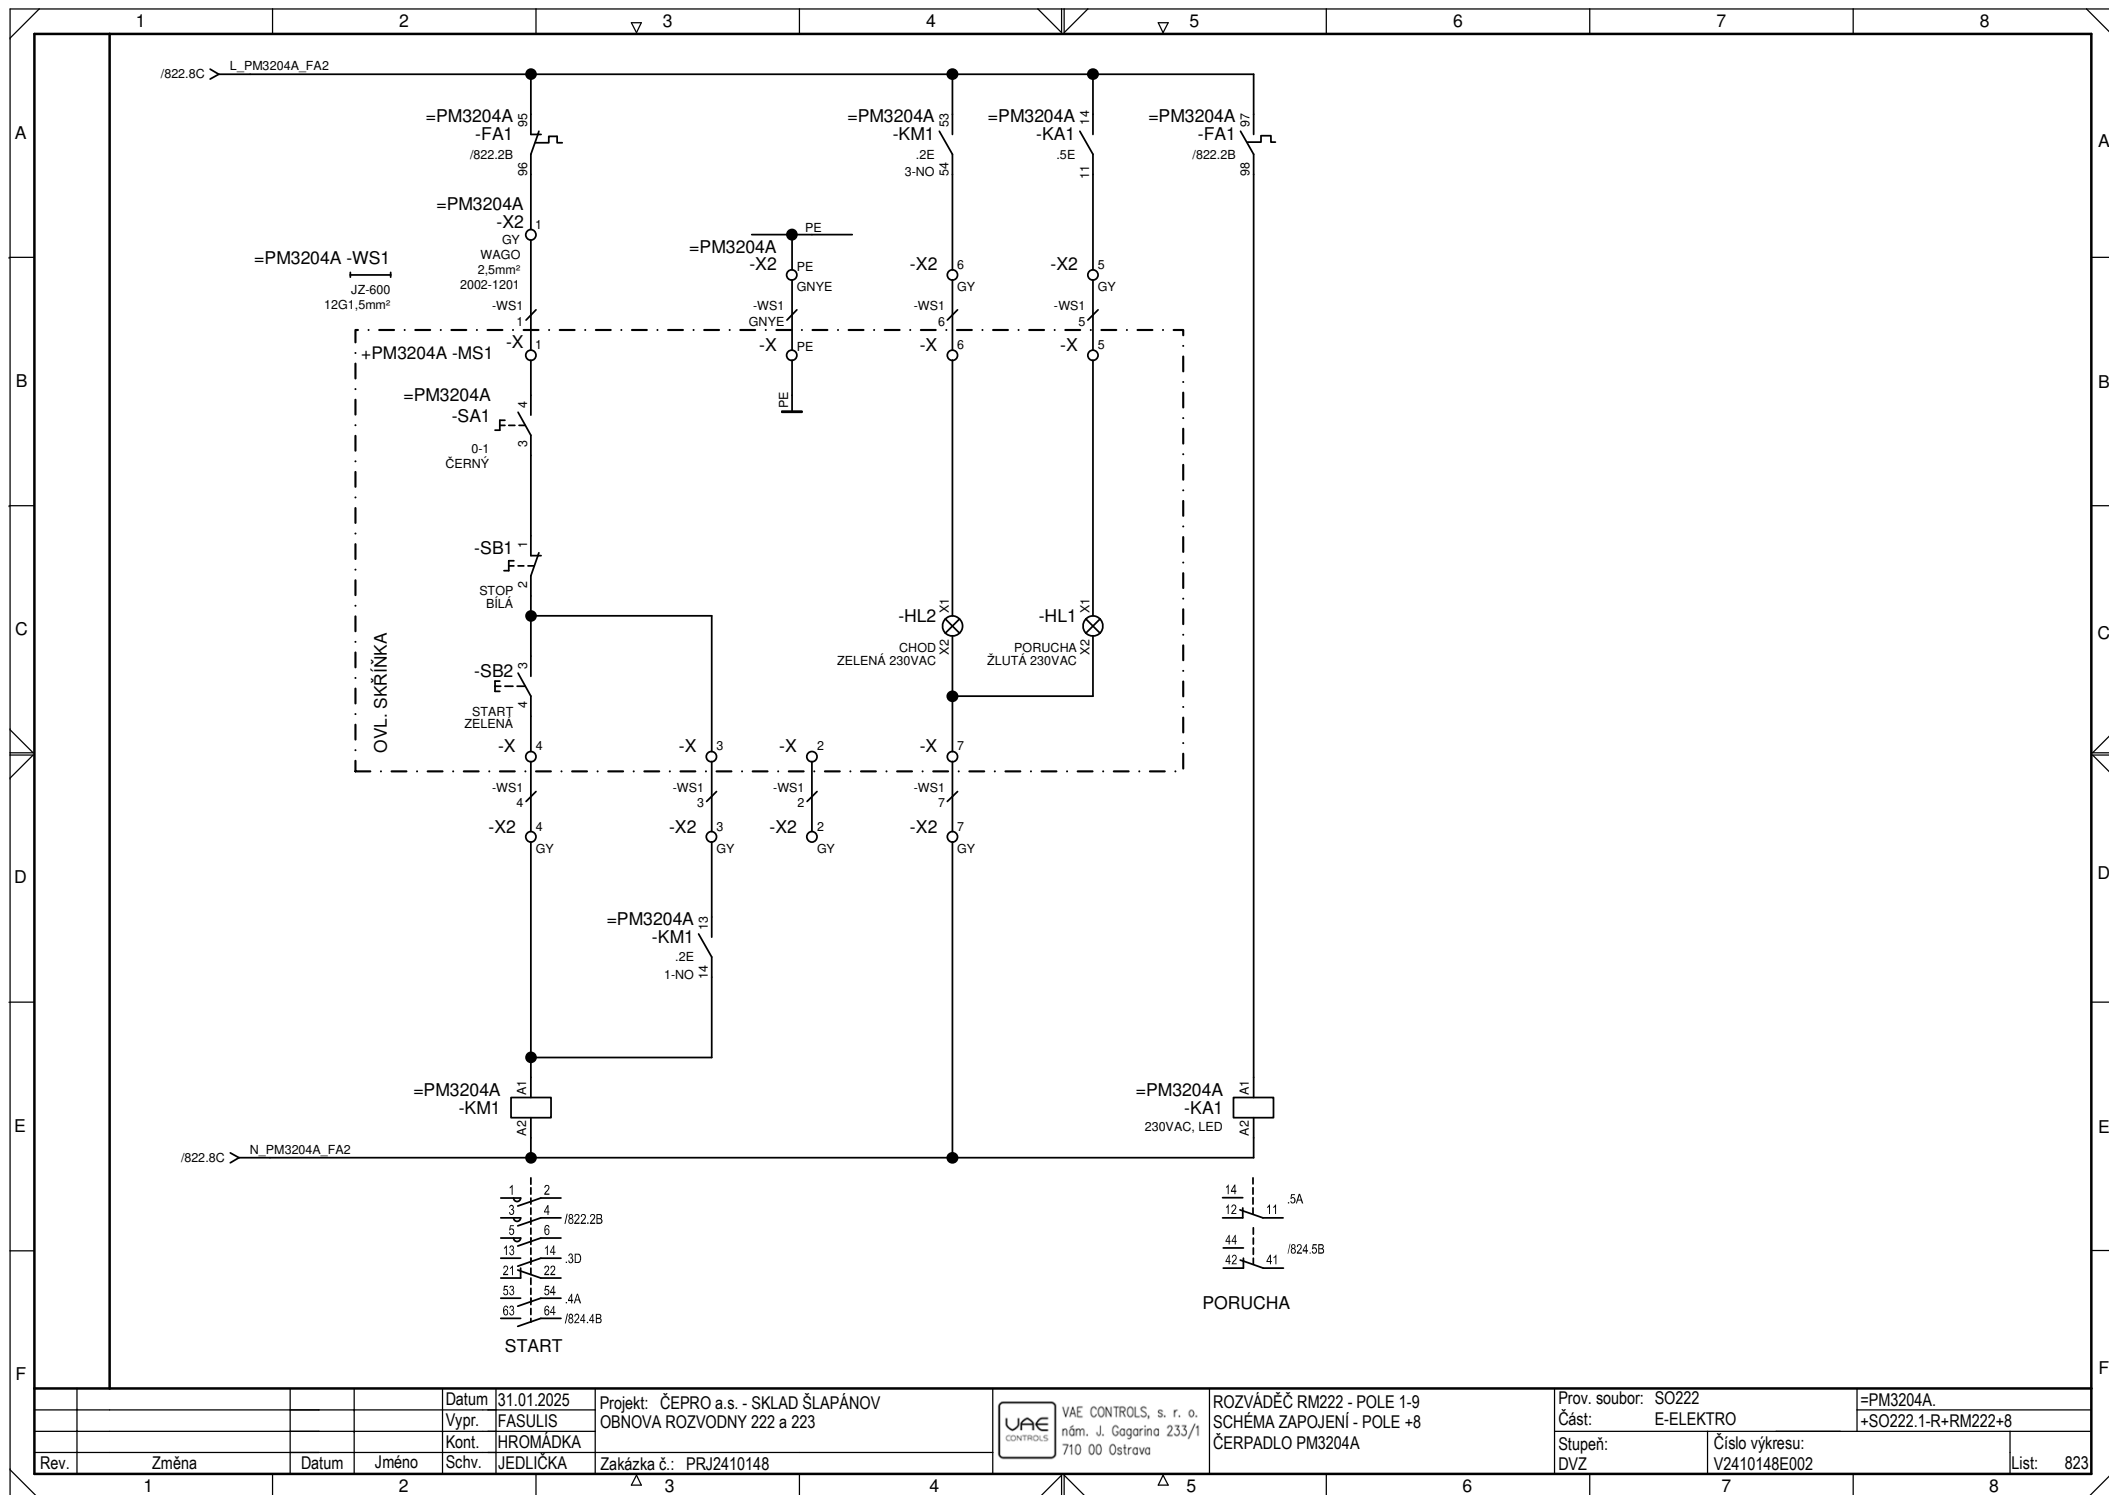 1 2 3 4 5 6 7 8
A
B
C
D
E
F
A
B
C
D
E
F
/822.8C L_PM3204A_FA2
=PM3204A
-FA1
/822.2B
95
96
=PM3204A
-X2 1
GY
WAGO
2,5mm²
2002-1201
=PM3204A -WS1
JZ-600
12G1,5mm²
-WS1
1
-X 1
+PM3204A -MS1
=PM3204A
-SA1
0-1
ČERNÝ
4
3
-SB1
STOP
BÍLÁ
1
2
-SB2
START
ZELENÁ
3
4
OVL. SKŘÍŇKA
-X 4
-WS1
4
-X2 4
GY
-X 3
-WS1
3
-X2 3
GY
-X 2
-WS1
2
-X2 2
GY
-X 7
-WS1
7
-X2 7
GY
PE
=PM3204A
-X2 PE
GNYE
-WS1
GNYE
-X PE
PE
=PM3204A
-KM1
.2E
3-NO
53
54
-X2 6
GY
-WS1
6
-X 6
-HL2
CHOD
ZELENÁ 230VAC
X1
X2
=PM3204A
-KA1
.5E
14
11
-X2 5
GY
-WS1
5
-X 5
-HL1
PORUCHA
ŽLUTÁ 230VAC
X1
X2
=PM3204A
-FA1
/822.2B
97
98
=PM3204A
-KM1
.2E
1-NO
13
14
=PM3204A
-KM1
A1
A2
=PM3204A
-KA1
230VAC, LED
A1
A2
/822.8C N_PM3204A_FA2
1 2
3 4 /822.2B
5 6
13 14 .3D
21 22
53 54 .4A
63 64 /824.4B
START
14
12 11 .5A
44
42 41 /824.5B
PORUCHA
Rev. Změna Datum Jméno
Datum 31.01.2025
Vypr. FASULIS
Kont. HROMÁDKA
Schv. JEDLIČKA
Projekt: ČEPRO a.s. - SKLAD ŠLAPÁNOV
OBNOVA ROZVODNY 222 a 223
Zakázka č.: PRJ2410148
VAE
CONTROLS
VAE CONTROLS, s. r. o.
nám. J. Gagarina 233/1
710 00 Ostrava
ROZVÁDĚČ RM222 - POLE 1-9
SCHÉMA ZAPOJENÍ - POLE +8
ČERPADLO PM3204A
Prov. soubor: SO222
Část: E-ELEKTRO
Stupeň:
DVZ
Číslo výkresu:
V2410148E002
=PM3204A.
+SO222.1-R+RM222+8
List: 823
1 2 3 4 5 6 7 8